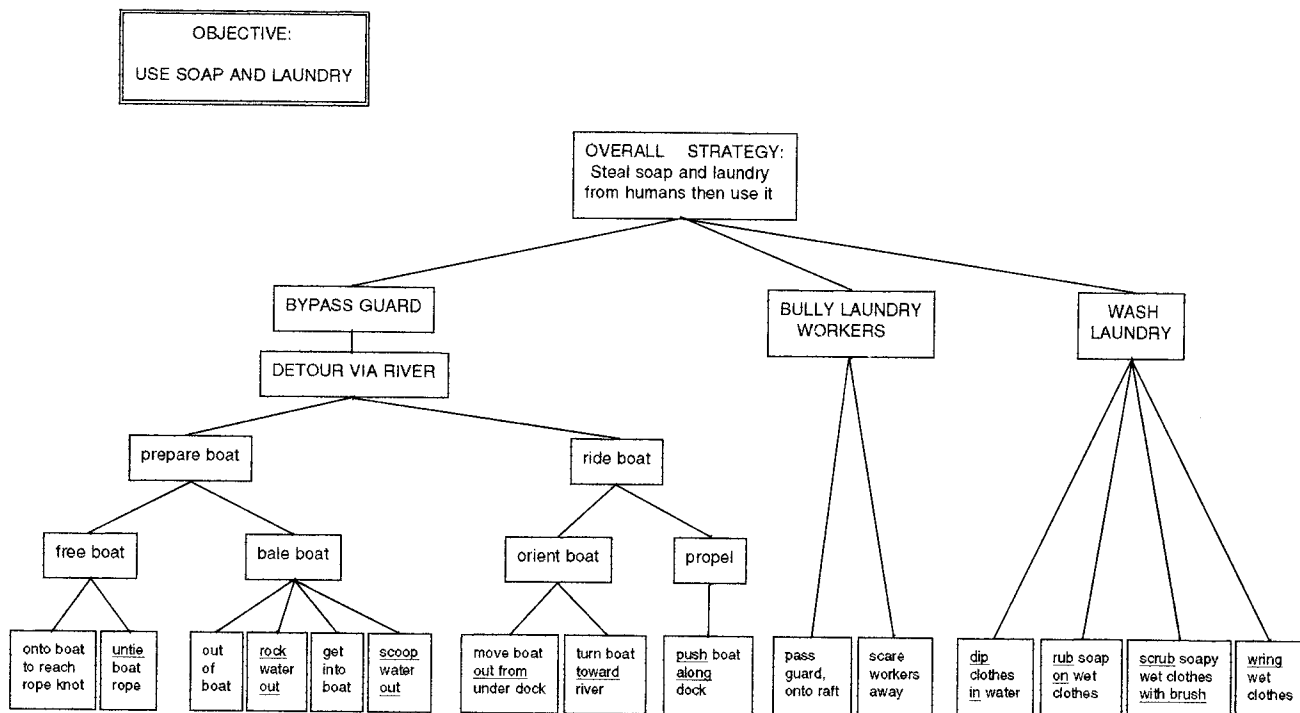 OBJECTIVE:
USE SOAP AND LAUNDRY
OVERALL STRATEGY:
Steal soap and laundry
from humans then use it
BYPASS GUARD
BULLY LAUNDRY
WORKERS
WASH
LAUNDRY
DETOUR VIA RIVER
prepare boat
ride boat
free boat
bale boat
orient boat
propel
onto boat
to reach
rope knot
untie
boat
rope
out
of
boat
rock
water
out
get
into
boat
scoop
water
out
move boat
out from
under dock
turn boat
toward
river
push boat
along
dock
pass
guard,
onto raft
scare
workers
away
dip
clothes
in water
rub soap
on wet
clothes
scrub soapy
wet clothes
with brush
wring
wet
clothes